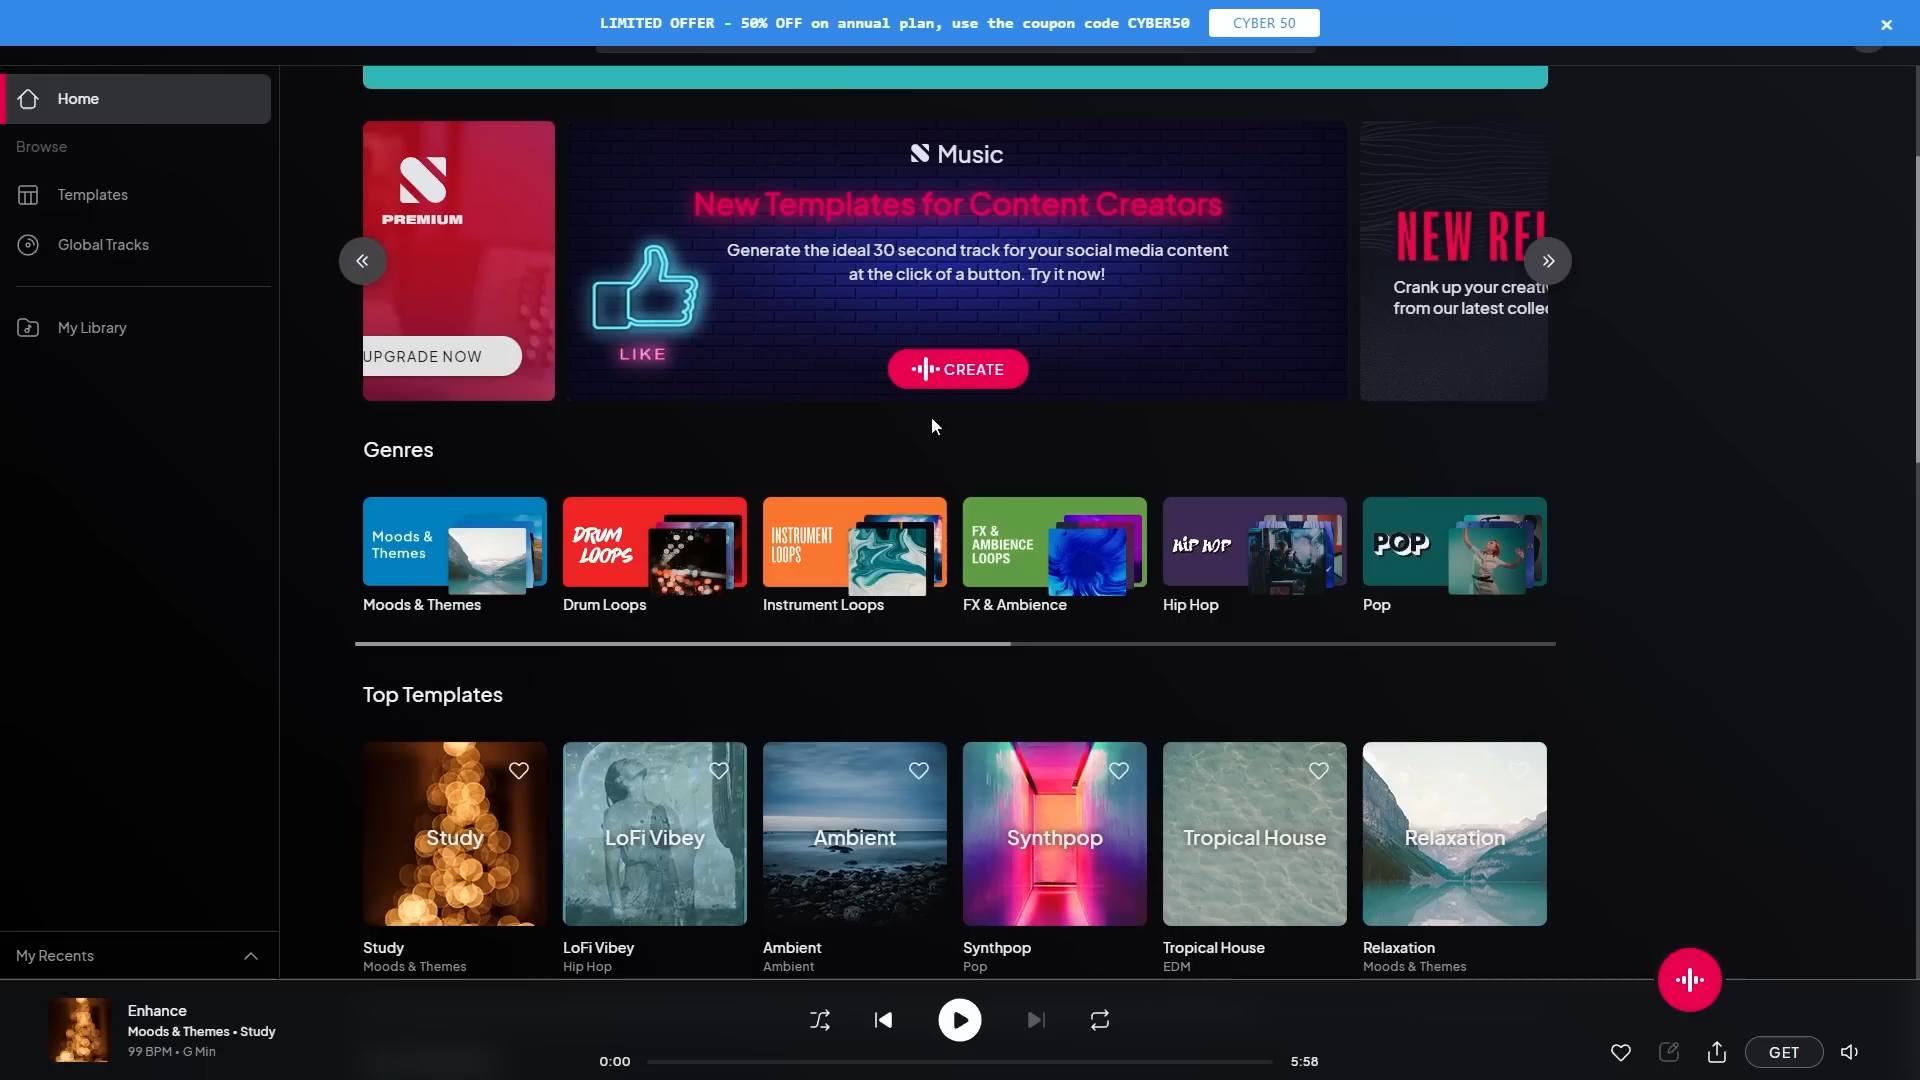 LIMITED OFFER - 50% OFF on annual plan, use the coupon code CYBER50
CYBER 50
Home
Browse
Templates
Global Tracks
My Library
PREMIUM
UPGRADE NOW
Music
New Templates for Content Creators
Generate the ideal 30 second track for your social media content
at the click of a button. Try it now!
LIKE
CREATE
NEW REL
Crank up your creati
from our latest collec
Genres
Moods &
Themes
DRUM
LOOPS
INSTRUMENT
LOOPS
FX &
AMBIENCE
LOOPS
HIP HOP
POP
Moods & Themes
Drum Loops
Instrument Loops
FX & Ambience
Hip Hop
Pop
Top Templates
Study
LoFi Vibey
Ambient
Synthpop
Tropical House
Relaxation
Study
LoFi Vibey
Ambient
Synthpop
Tropical House
Relaxation
Moods & Themes
Hip Hop
Ambient
Pop
EDM
Moods & Themes
My Recents
Enhance
Moods & Themes • Study
99 BPM • G Min
0:00
5:58
GET